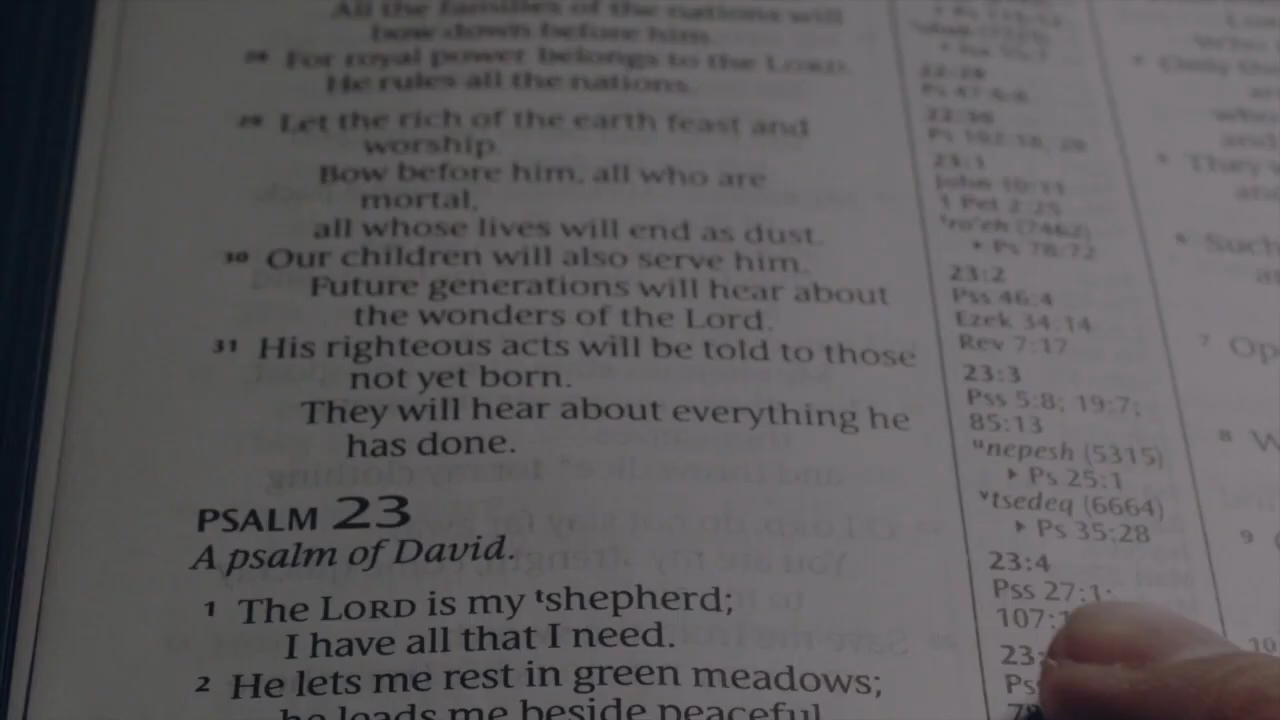 All the families of the nations will
bow down before him.
28 For royal power belongs to the LORD.
He rules all the nations.
29 Let the rich of the earth feast and
worship.
Bow before him, all who are
mortal,
all whose lives will end as dust.
30 Our children will also serve him.
Future generations will hear about
the wonders of the Lord.
31 His righteous acts will be told to those
not yet born.
They will hear about everything he
has done.
PSALM 23
A psalm of David.
1 The LORD is my tshepherd;
I have all that I need.
2 He lets me rest in green meadows;
he leads me beside peaceful
22:28
Ps 47:6-8
22:30
Ps 102:18, 28
23:1
John 10:11
1 Pet 2:25
tro'eh (7462)
▸ Ps 78:72
23:2
Pss 46:4
Ezek 34:14
Rev 7:17
23:3
Pss 5:8; 19:7;
85:13
unepesh (5315)
▸ Ps 25:1
vtsedeq (6664)
▸ Ps 35:28
23:4
Pss 27:1;
107:
23:
Ps
7
8
9
10